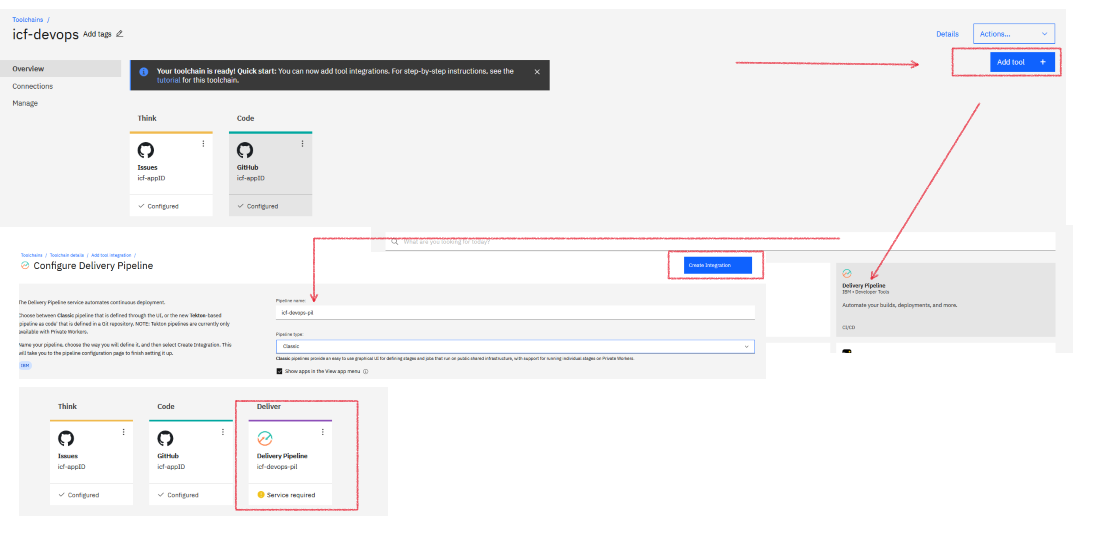 Toolchains /
icf-devops Add tags
Details
Actions...
Overview
Connections
Manage
Your toolchain is ready! Quick start: You can now add tool integrations. For step-by-step instructions, see the
tutorial for this toolchain.
Add tool +
Think
Code
Issues
icf-appID
Configured
GitHub
icf-appID
Configured
What are you looking for today?
Toolchains / Toolchain details / Add tool integration /
Configure Delivery Pipeline
Create Integration
Delivery Pipeline
IBM • Developer Tools
Automate your builds, deployments, and more.
CI/CD
The Delivery Pipeline service automates continuous deployment.
Choose between Classic pipeline that is defined through the UI, or the new Tekton-based
pipeline as code' that is defined in a Git repository. NOTE: Tekton pipelines are currently only
available with Private Workers.
Name your pipeline, choose the way you will define it, and then select Create Integration. This
will take you to the pipeline configuration page to finish setting it up.
IBM
Pipeline name:
icf-devops-pil
Pipeline type:
Classic
Classic pipelines provide an easy to use graphical UI for defining stages and jobs that run on public shared infrastructure, with support for running individual stages on Private Workers.
Show apps in the View app menu
Think
Code
Deliver
Issues
icf-appID
Configured
GitHub
icf-appID
Configured
Delivery Pipeline
icf-devops-pil
Service required